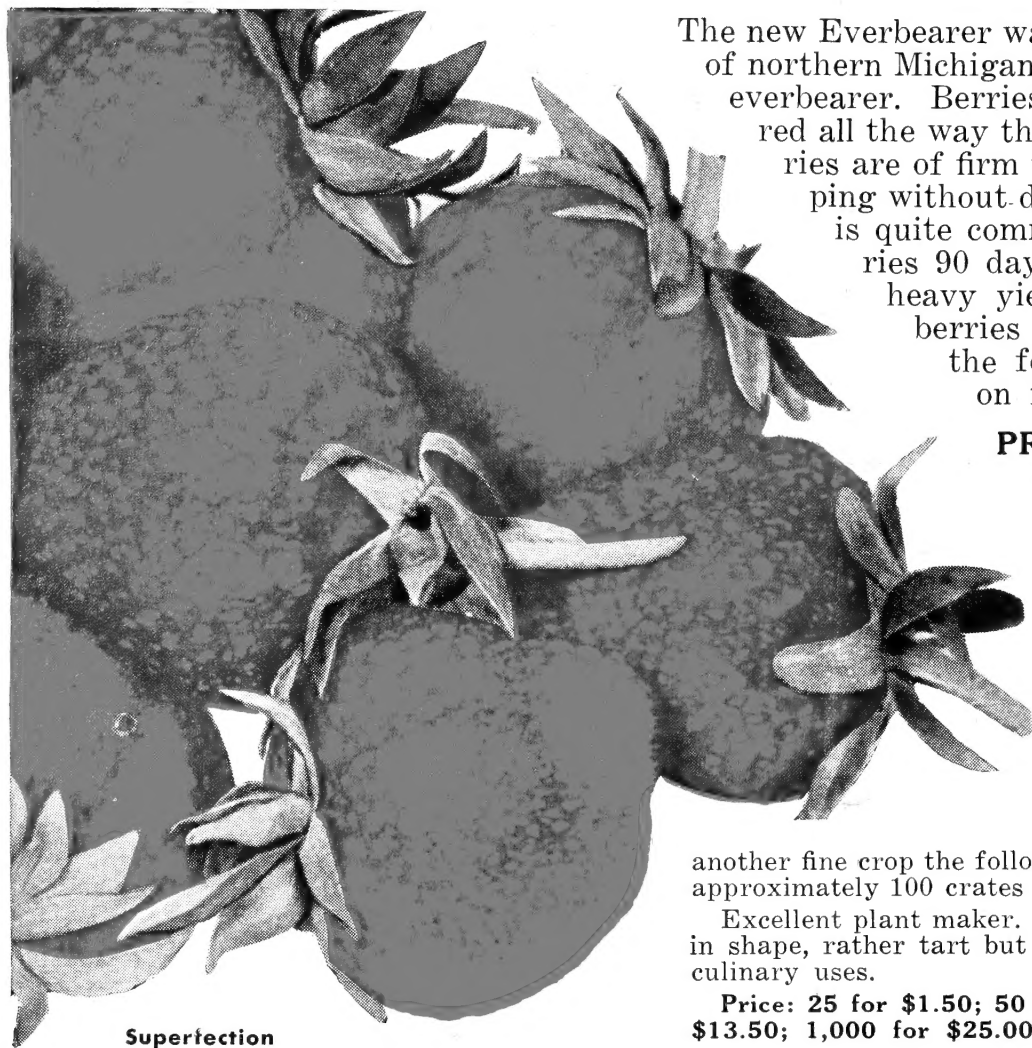 The new Everbearer wa
of northern Michigan
everbearer. Berries
red all the way th
ries are of firm
ping without d
is quite com
ries 90 day
heavy yie
berries
the f
on
PR
another fine crop the follo
approximately 100 crates
Excellent plant maker.
in shape, rather tart but
culinary uses.
Price: 25 for $1.50; 50
$13.50; 1,000 for $25.00
Superfection